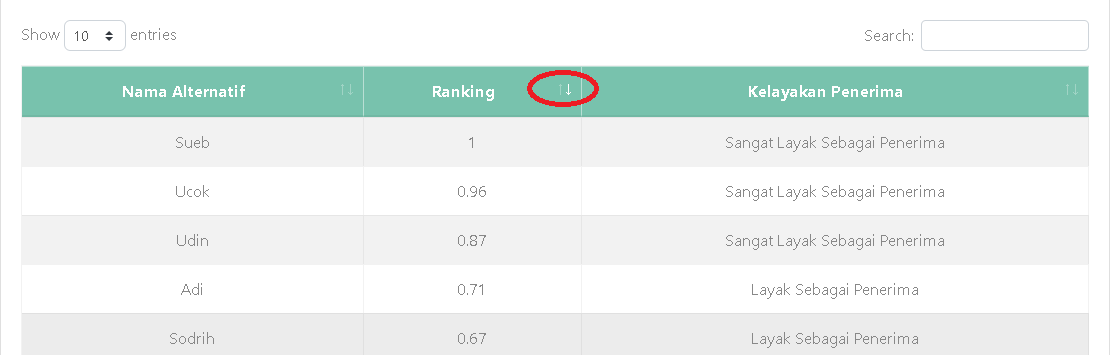 Show 10 entries Search:
Nama Alternatif Ranking Kelayakan Penerima
Sueb 1 Sangat Layak Sebagai Penerima
Ucok 0.96 Sangat Layak Sebagai Penerima
Udin 0.87 Sangat Layak Sebagai Penerima
Adi 0.71 Layak Sebagai Penerima
Sodrih 0.67 Layak Sebagai Penerima